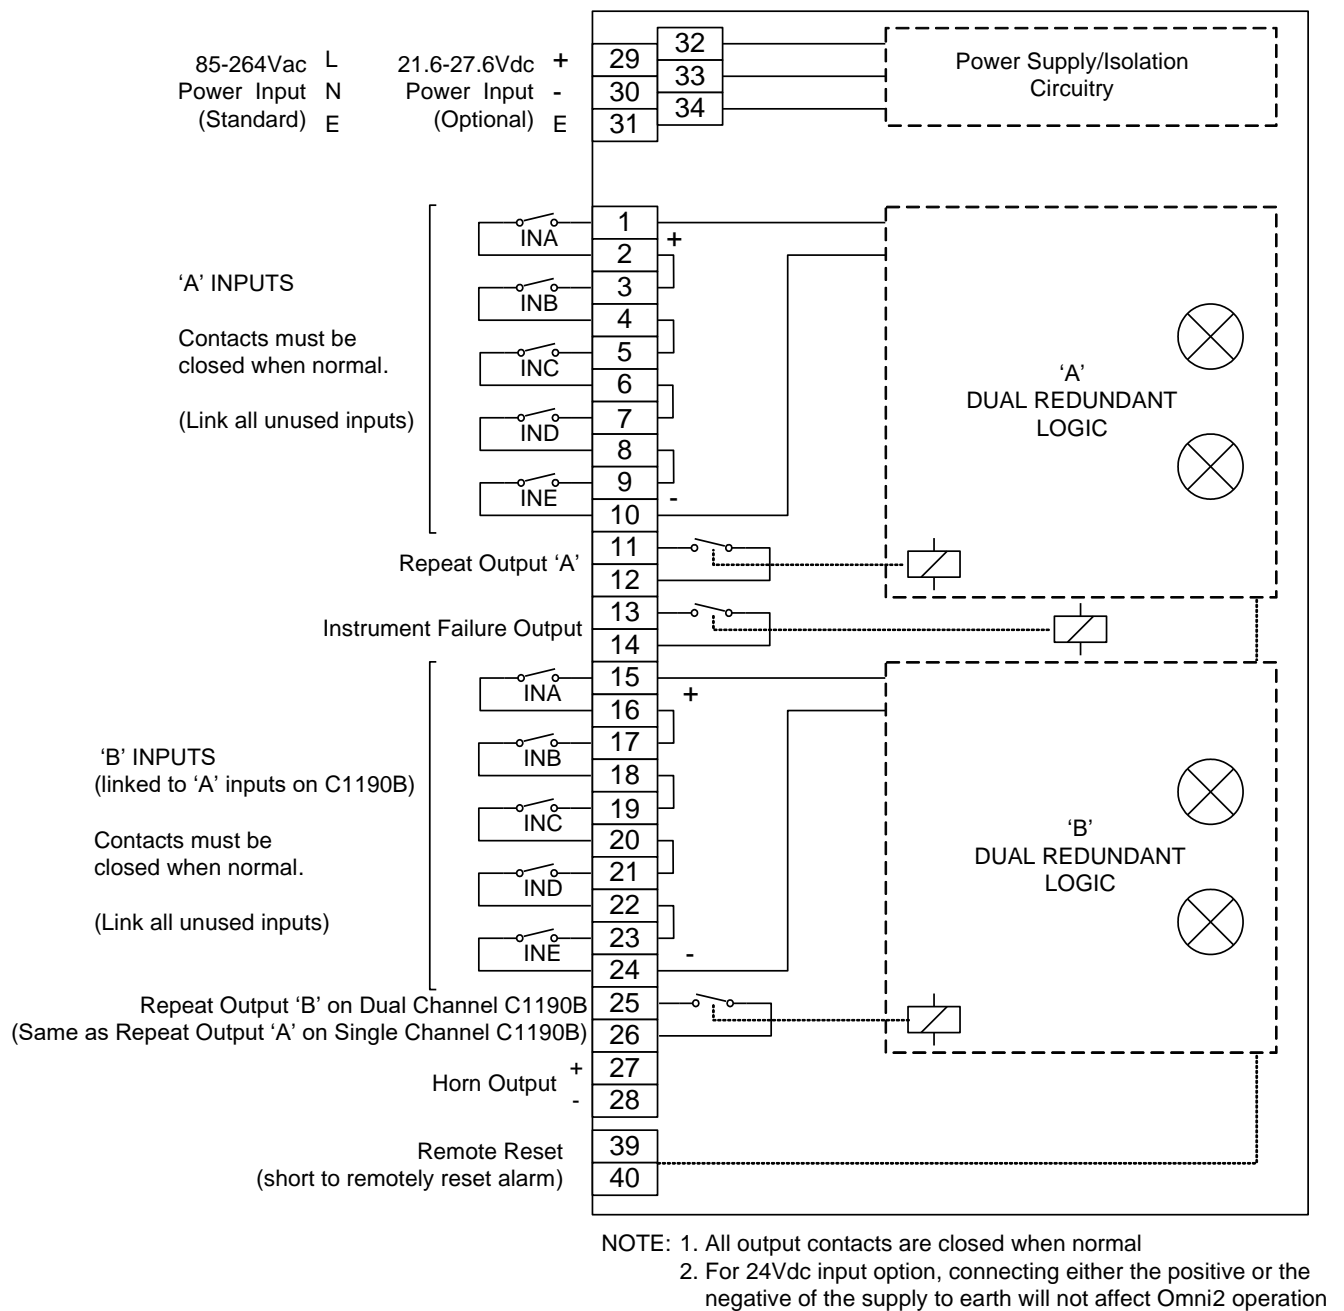 85-264Vac L
Power Input N
(Standard) E
21.6-27.6Vdc +
Power Input -
(Optional) E
29
30
31
32
33
34
Power Supply/Isolation
Circuitry
'A' INPUTS
Contacts must be
closed when normal.
(Link all unused inputs)
INA
INB
INC
IND
INE
1
2
3
4
5
6
7
8
9
10
+
-
'A'
DUAL REDUNDANT
LOGIC
Repeat Output 'A'
11
12
Instrument Failure Output
13
14
'B' INPUTS
(linked to 'A' inputs on C1190B)
Contacts must be
closed when normal.
(Link all unused inputs)
INA
INB
INC
IND
INE
15
16
17
18
19
20
21
22
23
24
+
-
'B'
DUAL REDUNDANT
LOGIC
Repeat Output 'B' on Dual Channel C1190B
(Same as Repeat Output 'A' on Single Channel C1190B)
25
26
Horn Output
+
-
27
28
Remote Reset
(short to remotely reset alarm)
39
40
NOTE: 1. All output contacts are closed when normal
2. For 24Vdc input option, connecting either the positive or the
negative of the supply to earth will not affect Omni2 operation